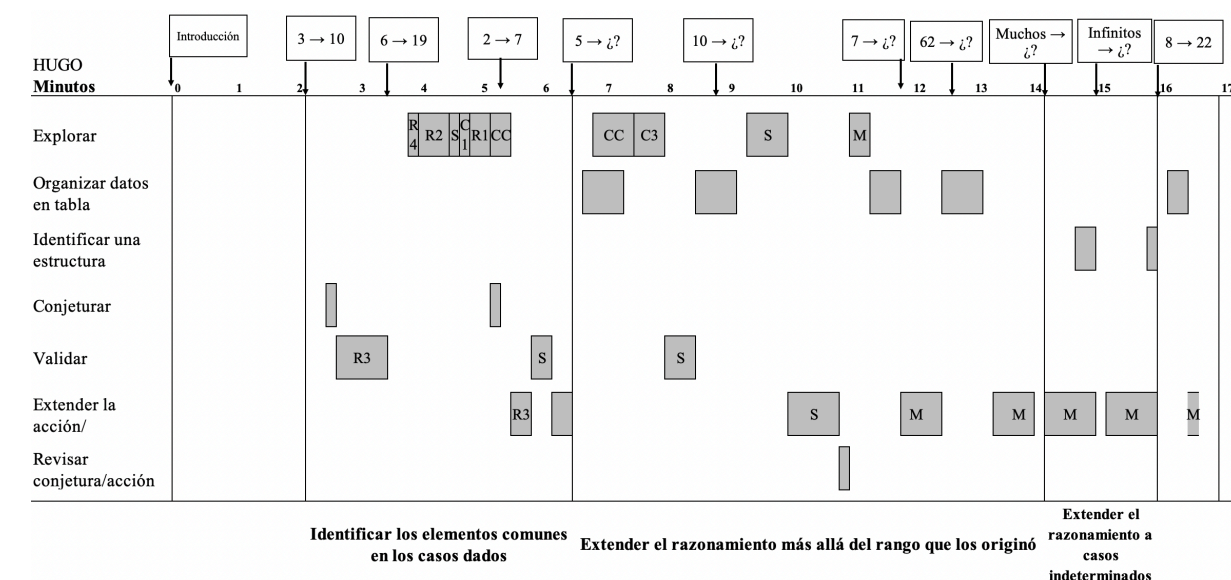 Introducción
3 → 10
6 → 19
2 → 7
5 → ¿?
10 → ¿?
7 → ¿?
62 → ¿?
Muchos →
¿?
Infinitos
→ ¿?
8 → 22
HUGO
Minutos
0 1 2 3 4 5 6 7 8 9 10 11 12 13 14 15 16 17
Explorar
R
4
R2
S
C
1
R1
CC
CC
C3
S
M
Organizar datos
en tabla
Identificar una
estructura
Conjeturar
Validar
R3
S
S
Extender la
acción/
R3
S
M
M
M
M
M
Revisar
conjetura/acción
Identificar los elementos comunes
en los casos dados
Extender el razonamiento más allá del rango que los originó
Extender el
razonamiento a
casos
indeterminados